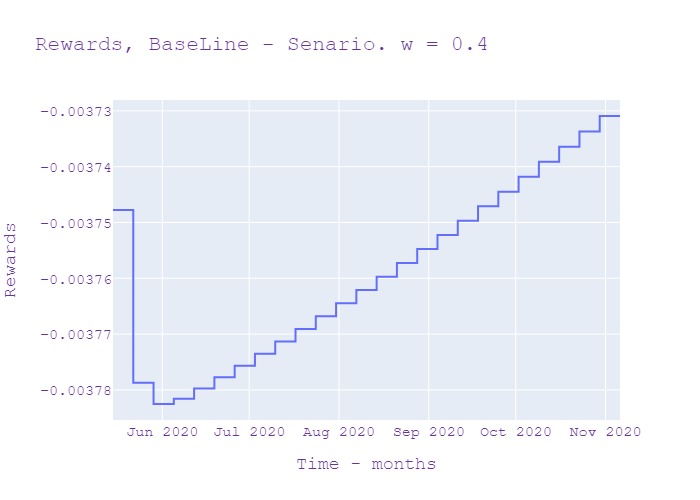 Rewards, BaseLine - Senario. w = 0.4
-0.00373
-0.00374
-0.00375
-0.00376
-0.00377
-0.00378
Rewards
Jun 2020 Jul 2020 Aug 2020 Sep 2020 Oct 2020 Nov 2020
Time - months